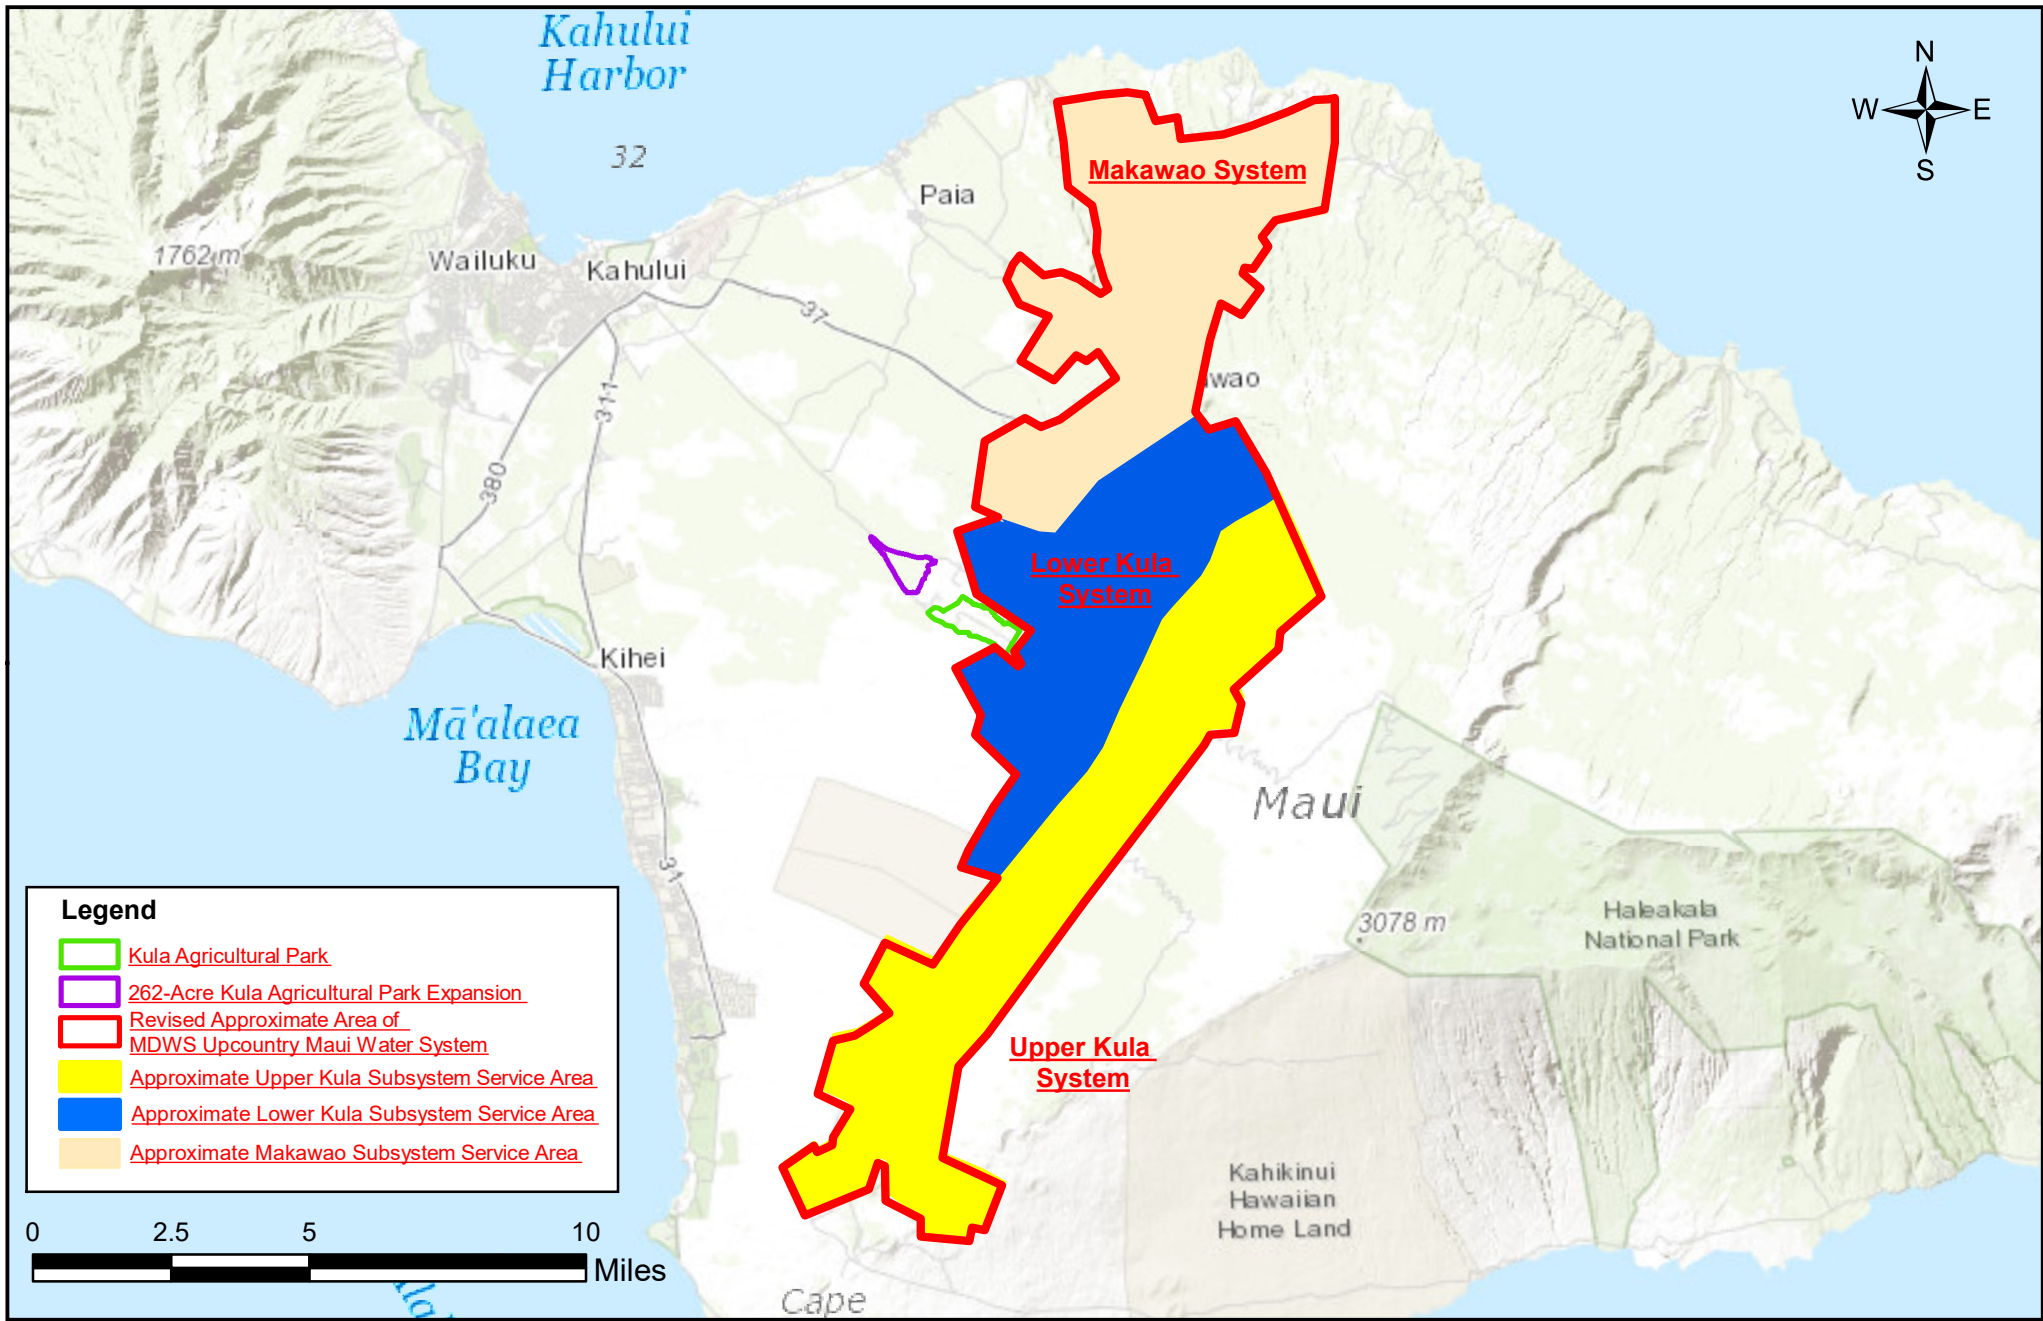 Kahului
Harbor
N
W E
S
32
Makawao System
Paia
1762 m
Wailuku
Kahului
37
311
380
Lower Kula
System
Kihei
Mā'alaea
Bay
Maui
31
3078 m
Haleakala
National Park
Upper Kula
System
Kahikinui
Hawaiian
Home Land
Cape
Legend
Kula Agricultural Park
262-Acre Kula Agricultural Park Expansion
Revised Approximate Area of
MDWS Upcountry Maui Water System
Approximate Upper Kula Subsystem Service Area
Approximate Lower Kula Subsystem Service Area
Approximate Makawao Subsystem Service Area
0 2.5 5 10
Miles